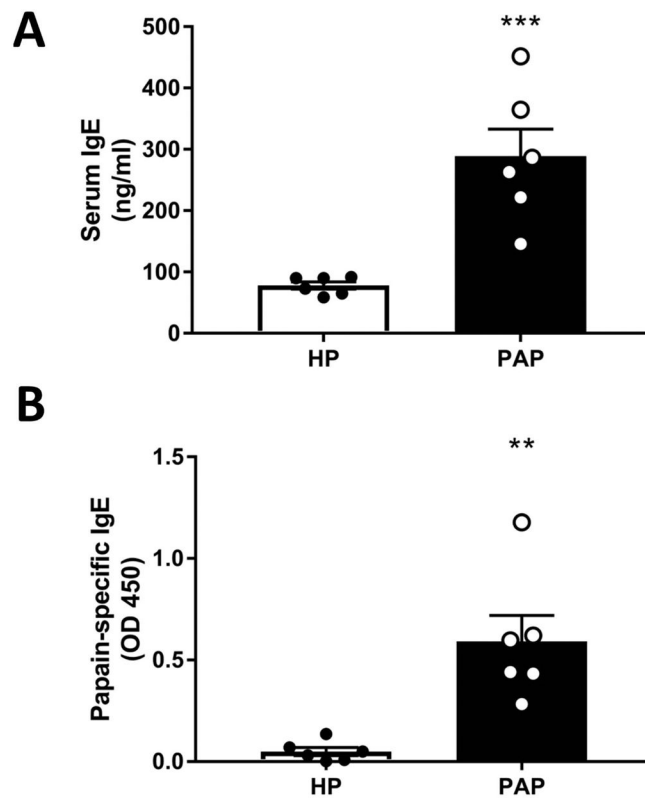 A
Serum IgE
(ng/ml)
500
400
300
200
100
0
***
HP
PAP
B
Papain-specific IgE
(OD 450)
1.5
1.0
0.5
0.0
**
HP
PAP